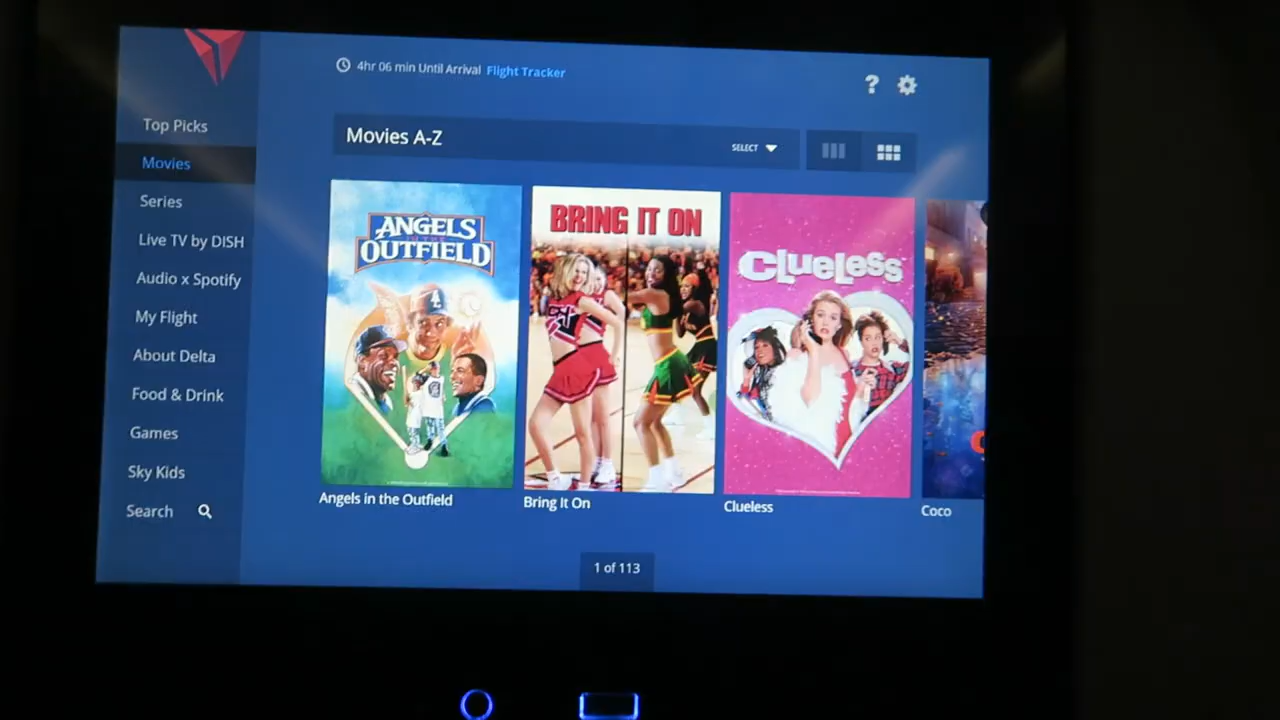 4hr 06 min Until Arrival Flight Tracker
?
Top Picks
Movies
Series
Live TV by DISH
Audio x Spotify
My Flight
About Delta
Food & Drink
Games
Sky Kids
Search
Movies A-Z
SELECT
ANGELS
IN THE
OUTFIELD
Angels in the Outfield
BRING IT ON
Bring It On
CLUELESS
Clueless
Coco
1 of 113